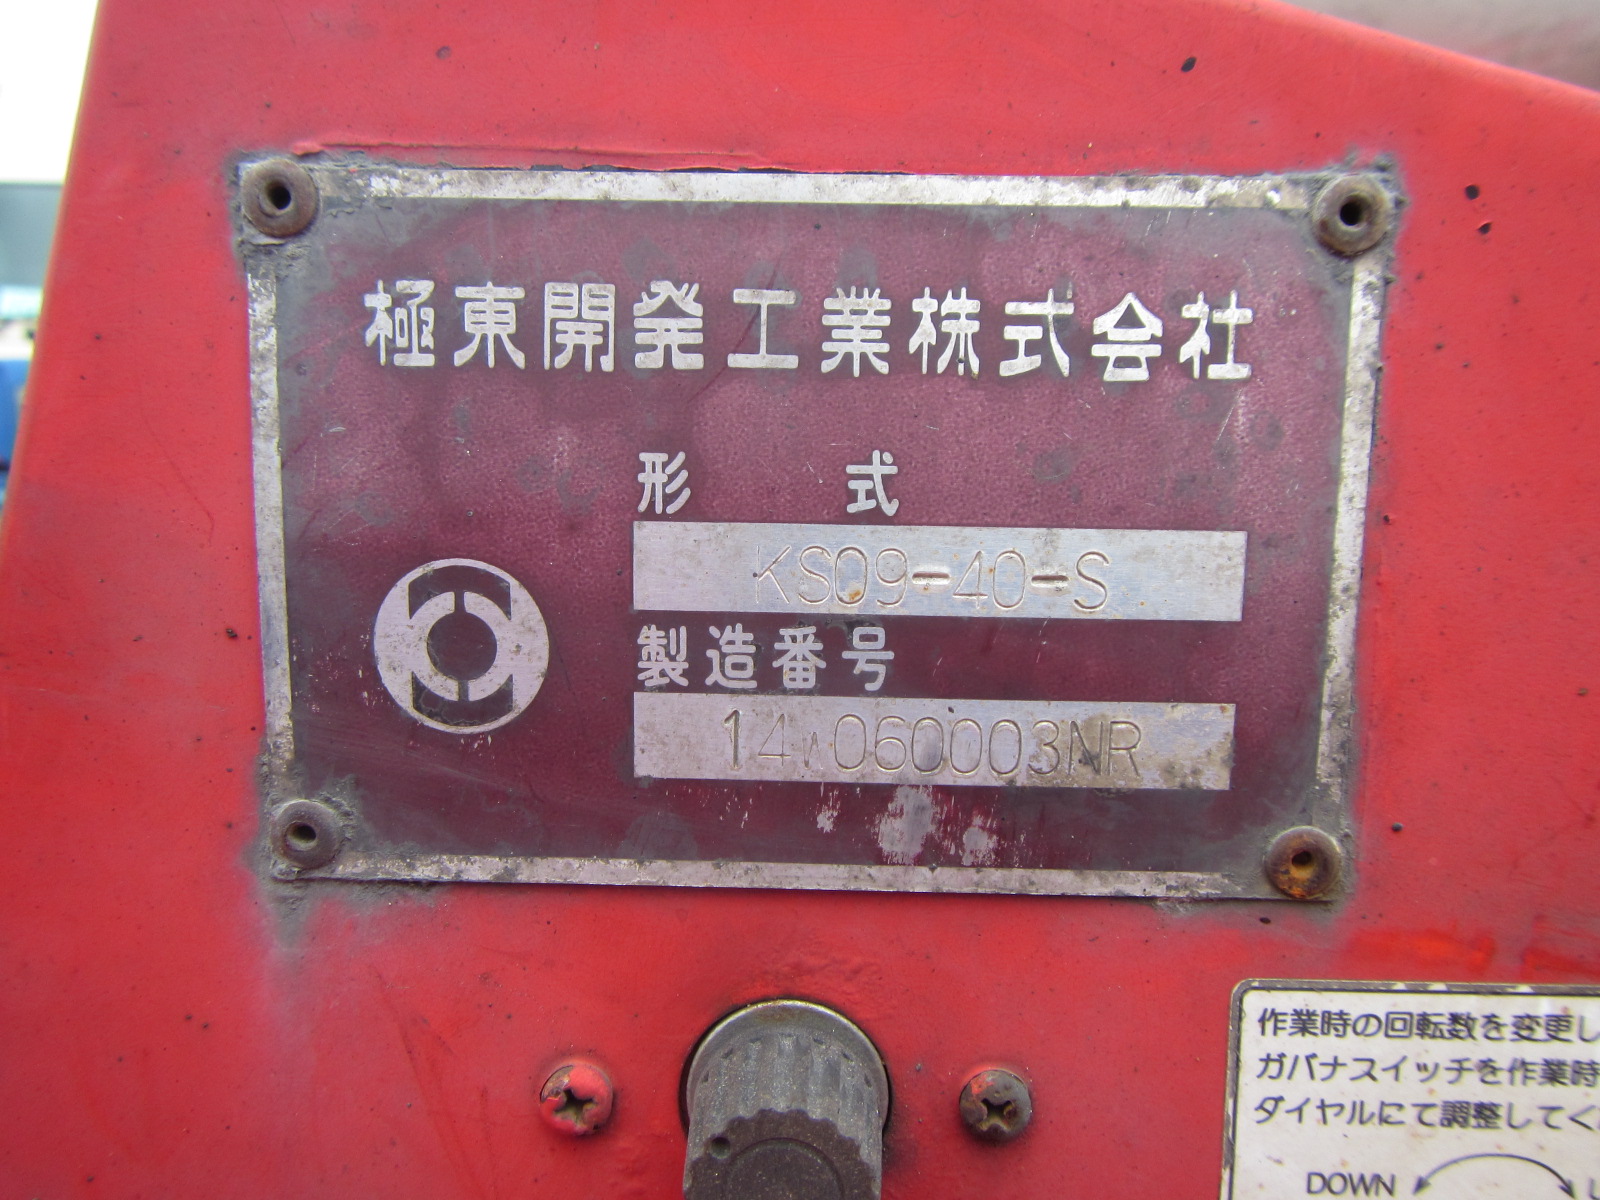 極東開発工業株式会社
形 式
KS09-40-S
製造番号
14W060003NR
作業時の回転数を変更し
ガバナスイッチを作業時
ダイヤルにて調整してく
DOWN